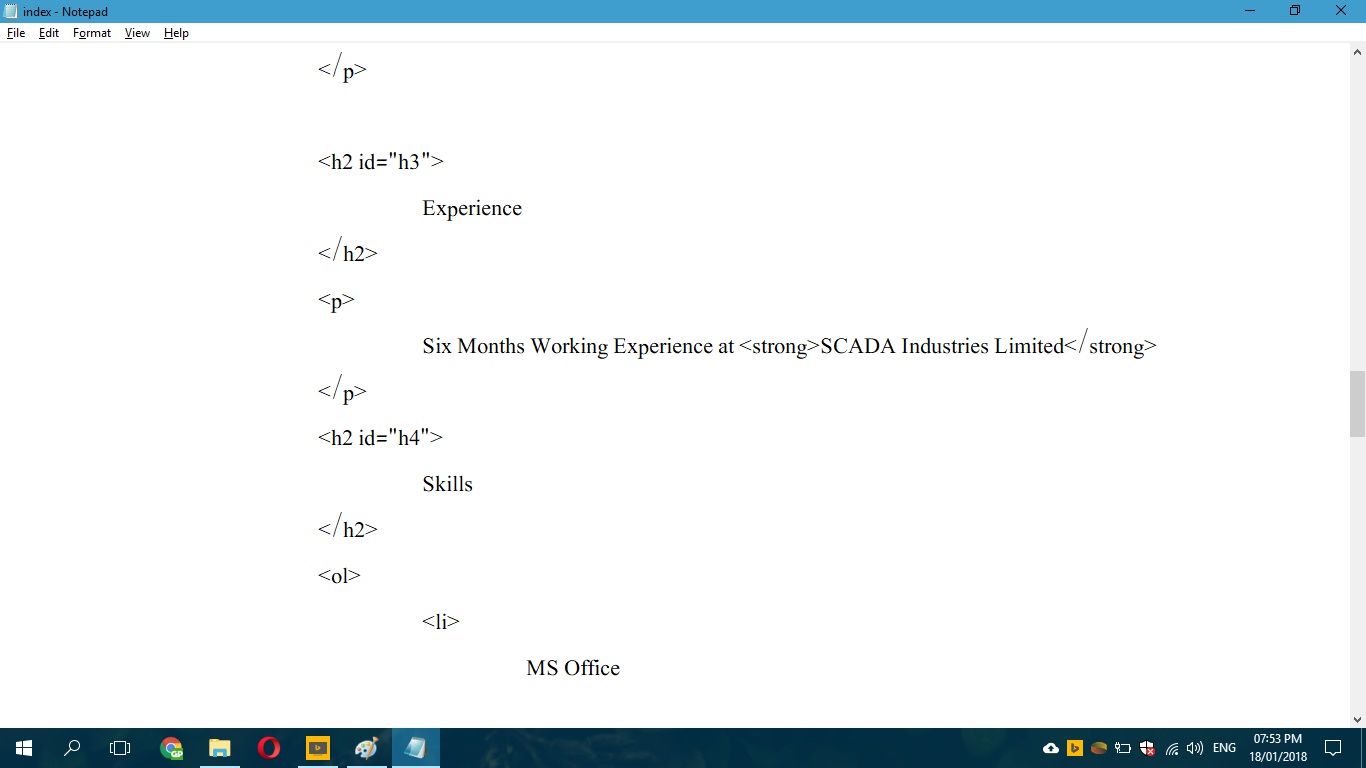 index - Notepad
File Edit Format View Help
</p>
<h2 id="h3">
Experience
</h2>
<p>
Six Months Working Experience at <strong>SCADA Industries Limited</strong>
</p>
<h2 id="h4">
Skills
</h2>
<ol>
<li>
MS Office
GP
b
b
ENG
07:53 PM
18/01/2018